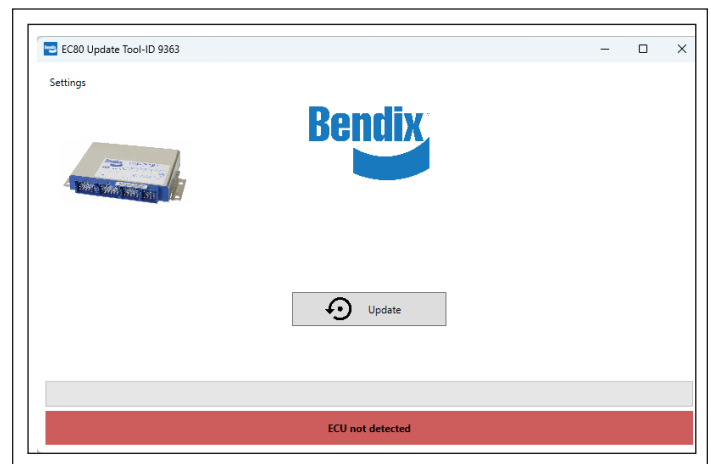 EC80 Update Tool-ID 9363
Settings
Bendix
Update
ECU not detected